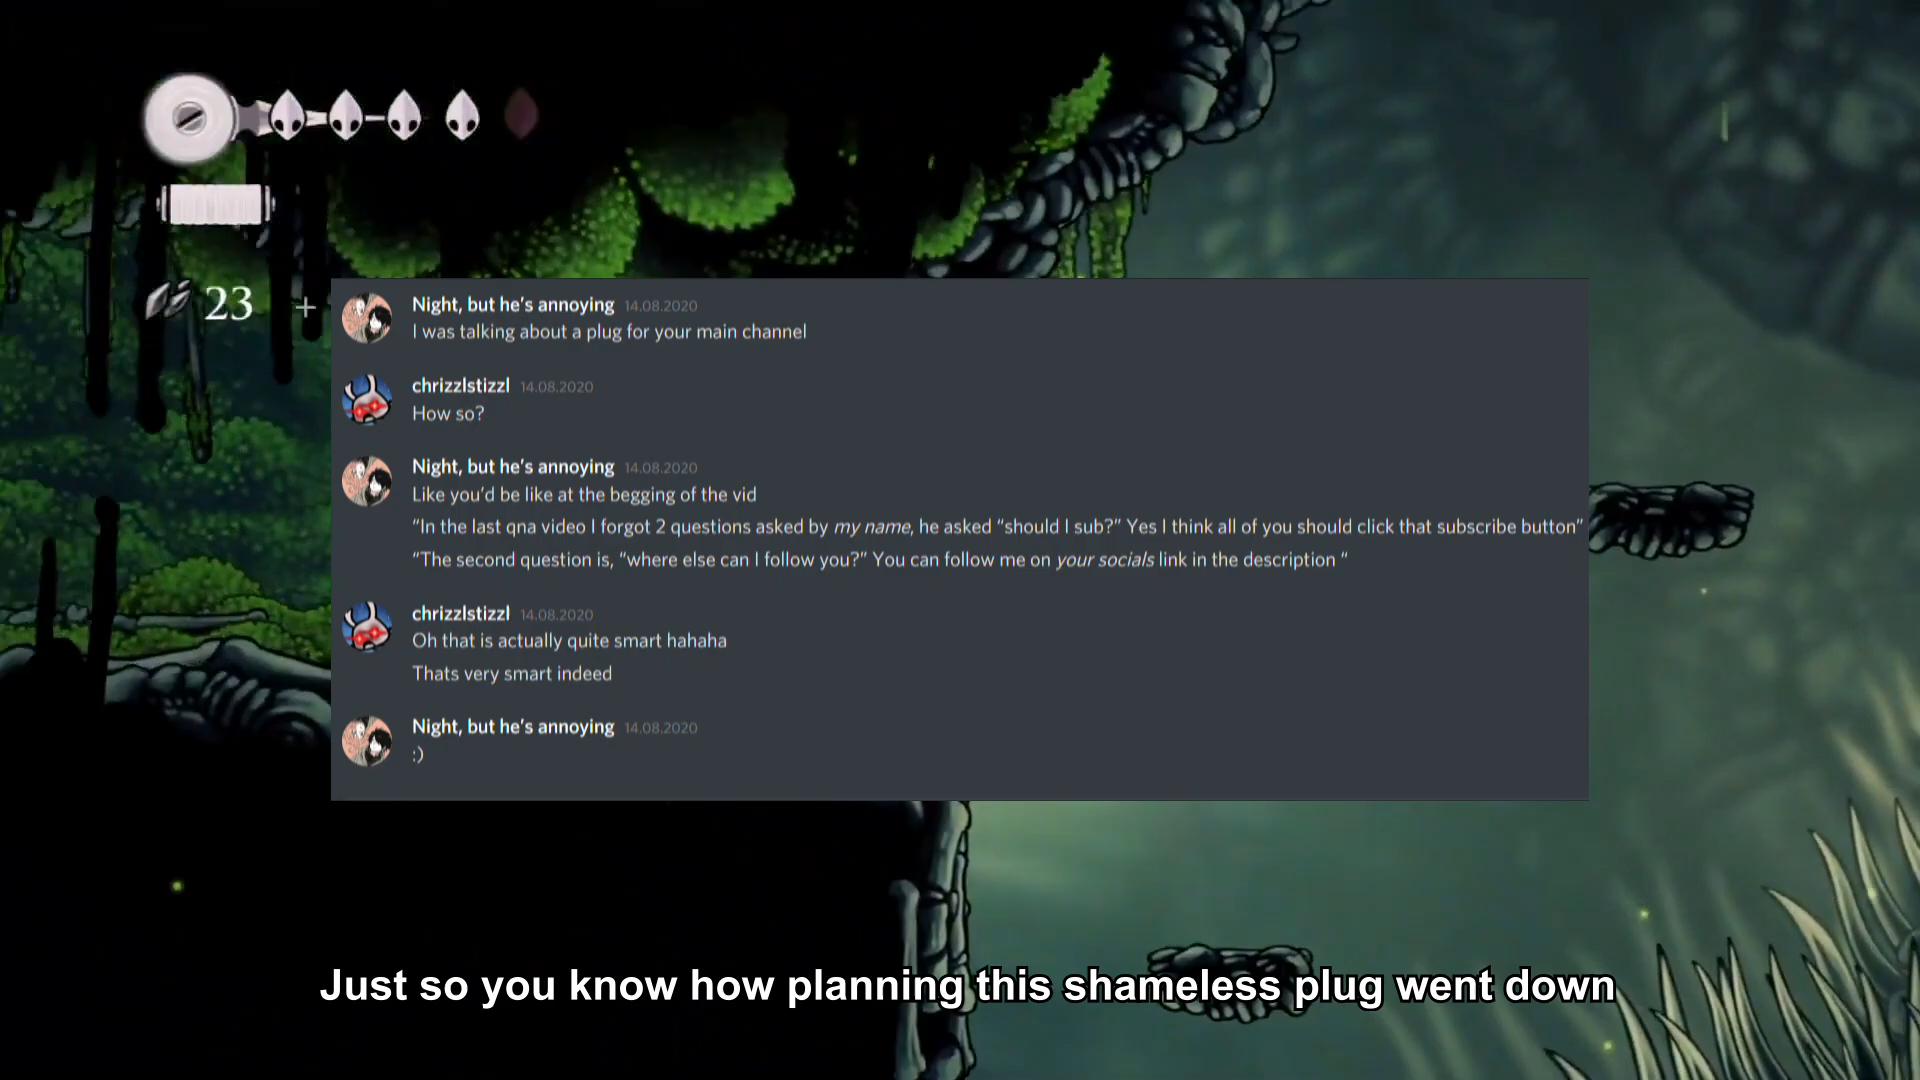 23
Night, but he's annoying 14.08.2020
I was talking about a plug for your main channel
chrizzlstizzl 14.08.2020
How so?
Night, but he's annoying 14.08.2020
Like you'd be like at the begging of the vid
“In the last qna video I forgot 2 questions asked by my name, he asked “should I sub?” Yes I think all of you should click that subscribe button”
“The second question is, “where else can I follow you?” You can follow me on your socials link in the description “
chrizzlstizzl 14.08.2020
Oh that is actually quite smart hahaha
Thats very smart indeed
Night, but he's annoying 14.08.2020
:)
Just so you know how planning this shameless plug went down